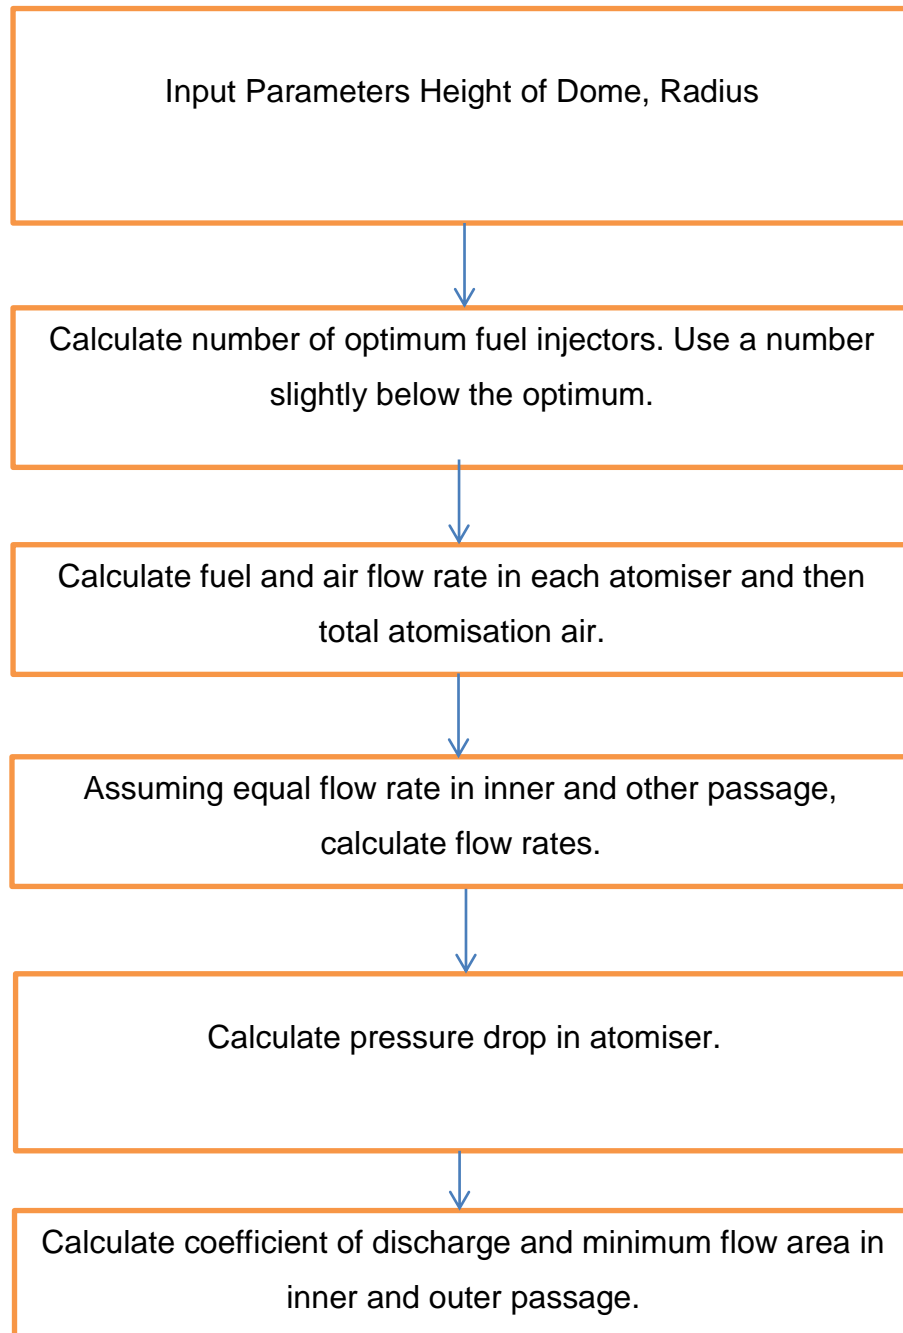 Input Parameters Height of Dome, Radius
Calculate number of optimum fuel injectors. Use a number
slightly below the optimum.
Calculate fuel and air flow rate in each atomiser and then
total atomisation air.
Assuming equal flow rate in inner and other passage,
calculate flow rates.
Calculate pressure drop in atomiser.
Calculate coefficient of discharge and minimum flow area in
inner and outer passage.